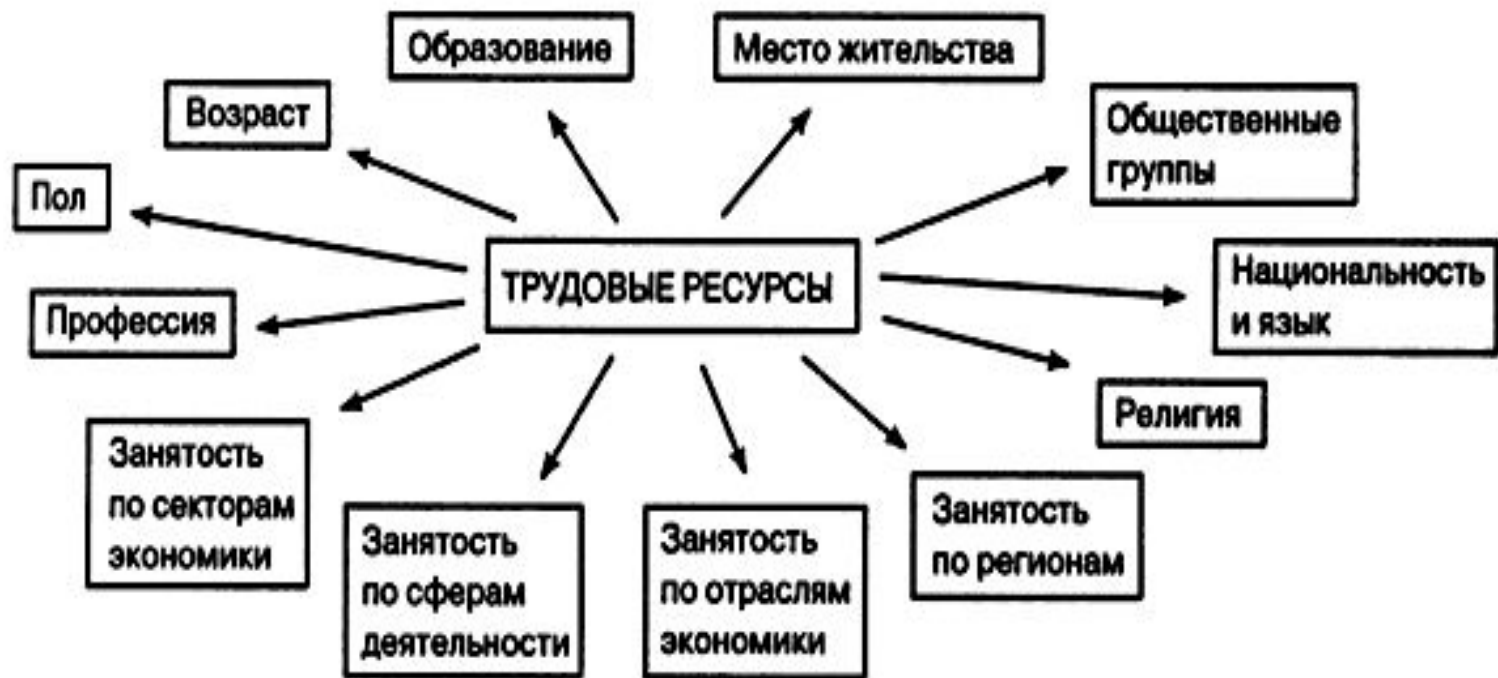 Образование
Место жительства
Возраст
Общественные
группы
Пол
ТРУДОВЫЕ РЕСУРСЫ
Национальность
и язык
Профессия
Религия
Занятость
по секторам
экономики
Занятость
по сферам
деятельности
Занятость
по отраслям
экономики
Занятость
по регионам